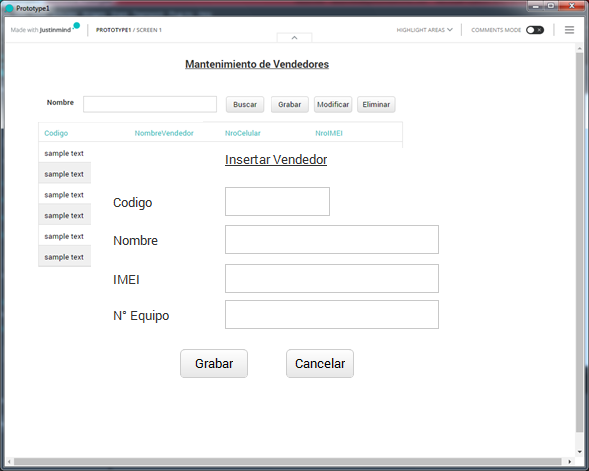 Prototype1
Made with Justinmind
PROTOTYPE1 / SCREEN 1
HIGHLIGHT AREAS
COMMENTS MODE
Mantenimiento de Vendedores
Nombre
Buscar
Grabar
Modificar
Eliminar
Codigo NombreVendedor NroCelular NroIMEI
sample text
sample text
sample text
sample text
sample text
sample text
Insertar Vendedor
Codigo
Nombre
IMEI
N° Equipo
Grabar
Cancelar